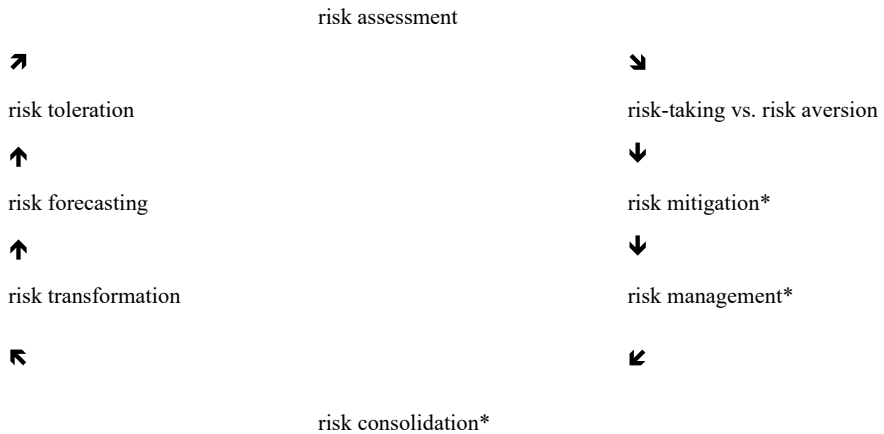 risk assessment
risk toleration
risk-taking vs. risk aversion
risk forecasting
risk mitigation*
risk transformation
risk management*
risk consolidation*